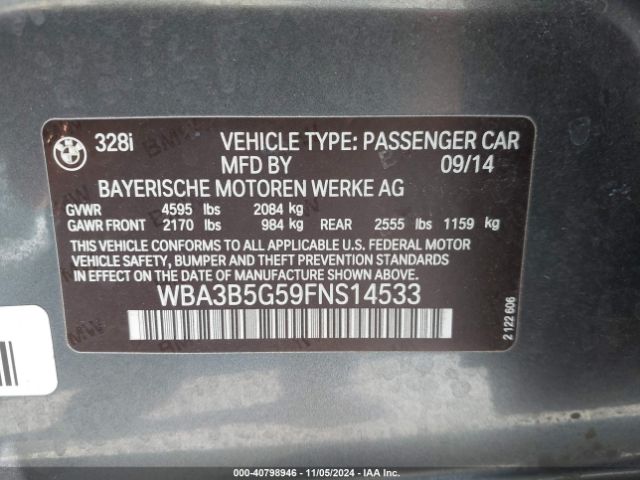 BMW 328i VEHICLE TYPE: PASSENGER CAR
MFD BY 09/14
BAYERISCHE MOTOREN WERKE AG
GVWR 4595 lbs 2084 kg
GAWR FRONT 2170 lbs 984 kg REAR 2555 lbs 1159 kg
THIS VEHICLE CONFORMS TO ALL APPLICABLE U.S. FEDERAL MOTOR
VEHICLE SAFETY, BUMPER AND THEFT PREVENTION STANDARDS IN
EFFECT ON THE DATE OF MANUFACTURE SHOWN ABOVE.
WBA3B5G59FNS14533
2 122 606
000-40798946 - 11/05/2024 - IAA Inc.